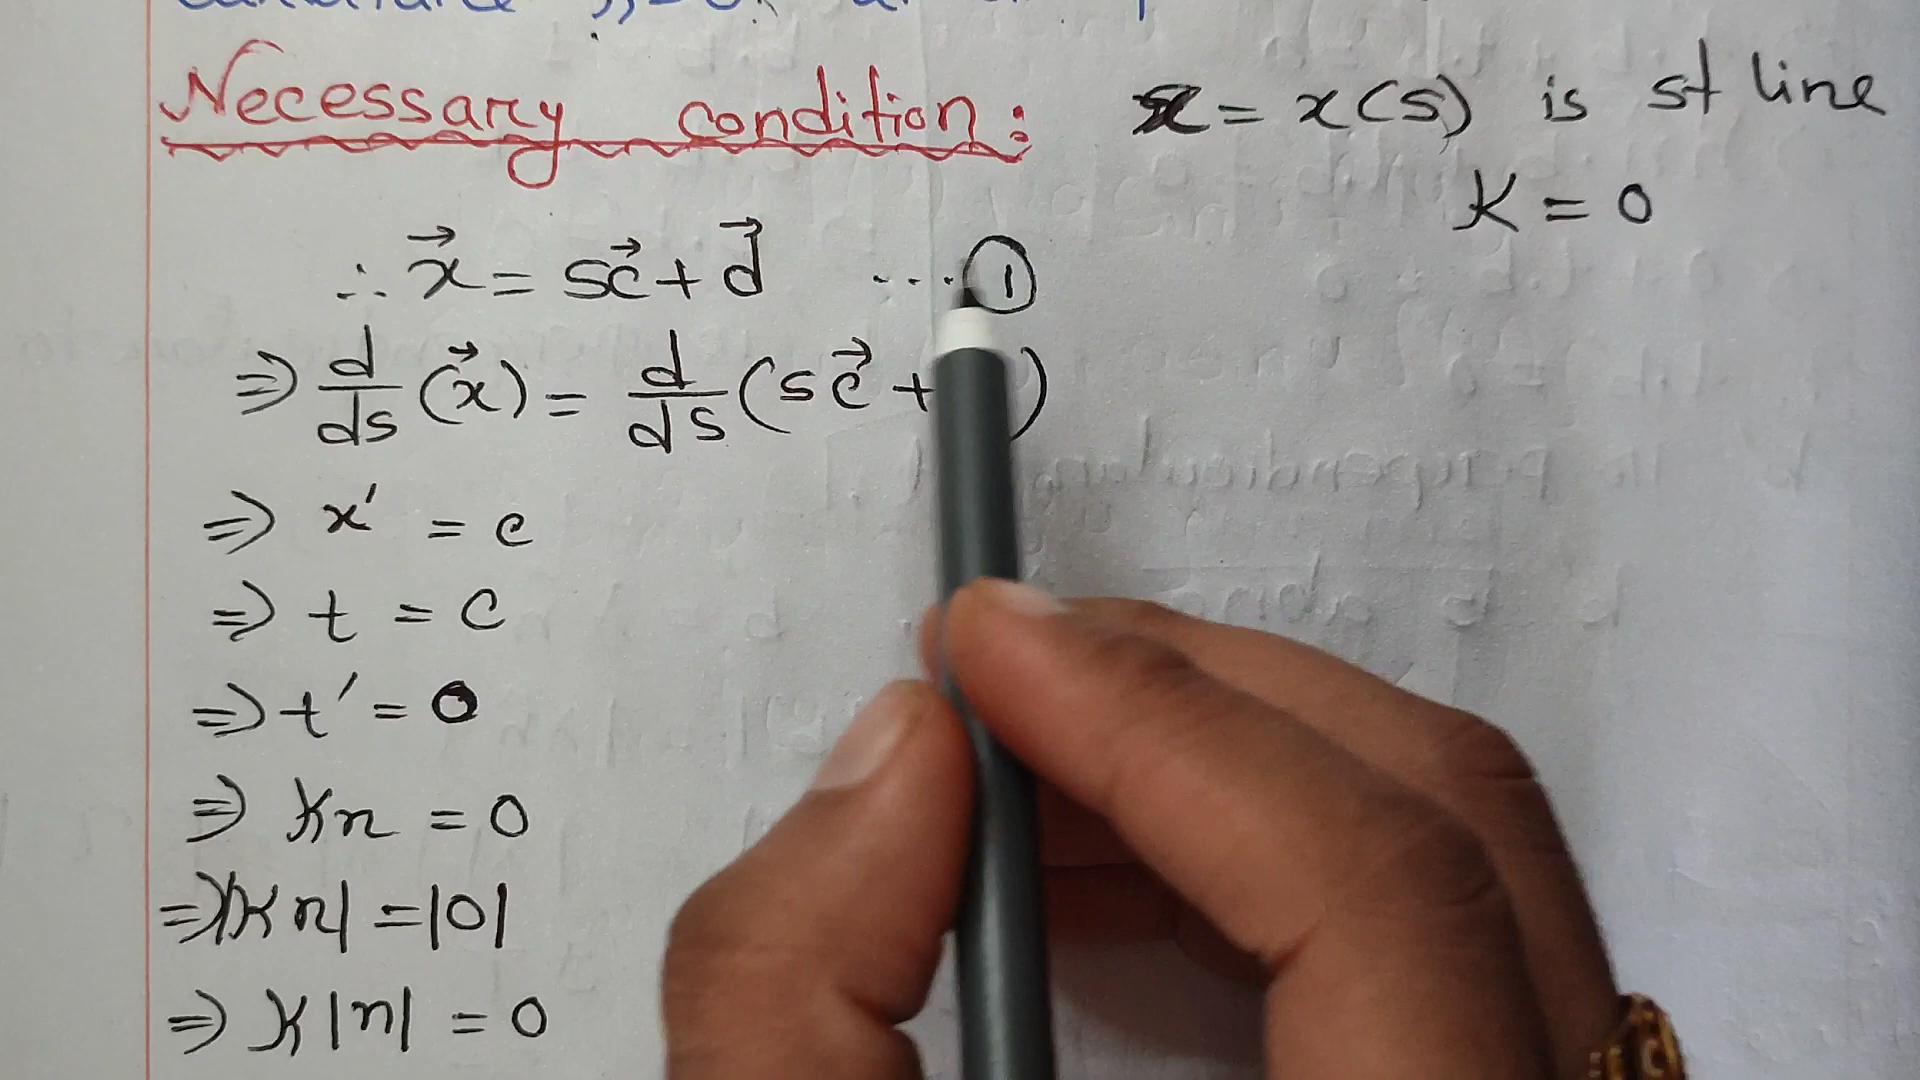 Necessary condition:
x = x(s) is st line
K = 0
∴ x⃗ = sc⃗ + d⃗ ...①
⇒ d/ds (x⃗) = d/ds (sc⃗ + )
⇒ x' = c
⇒ t = c
⇒ t' = 0
⇒ Kn = 0
⇒ |Kn| = |0|
⇒ K|n| = 0